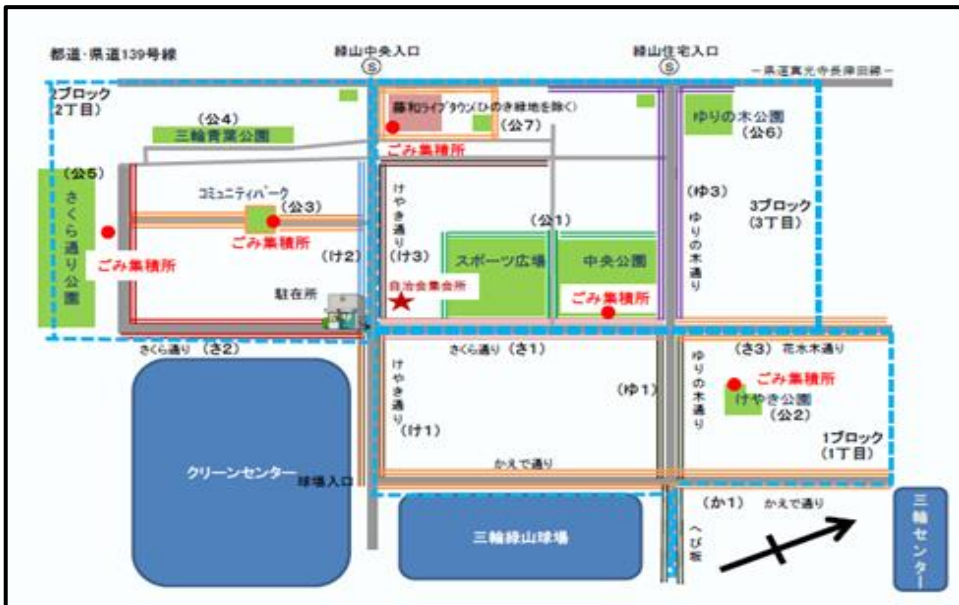 都道・県道139号線
緑山中央入口
Ⓢ
緑山住宅入口
Ⓢ
－県道真光寺長津田線－
2ブロック
(2丁目)
(公4)
三輪青葉公園
藤和ライブタウン(ひのき緑地を除く)
(公7)
ごみ集積所
ゆりの木公園
(公6)
(公5)
さくら通り公園
ごみ集積所
コミュニティパーク
(公3)
ごみ集積所
(け2)
けやき通り
(け3)
(公1)
スポーツ広場
中央公園
ごみ集積所
(ゆ3)
ゆりの木通り
3ブロック
(3丁目)
駐在所
自治会集会所
さくら通り (さ2)
さくら通り (さ1)
(さ3) 花水木通り
けやき通り
(け1)
(ゆ1)
ゆりの木通り
ごみ集積所
けやき公園
(公2)
1ブロック
(1丁目)
クリーンセンター
球場入口
かえで通り
(か1) かえで通り
三輪緑山球場
へび坂
三輪センター